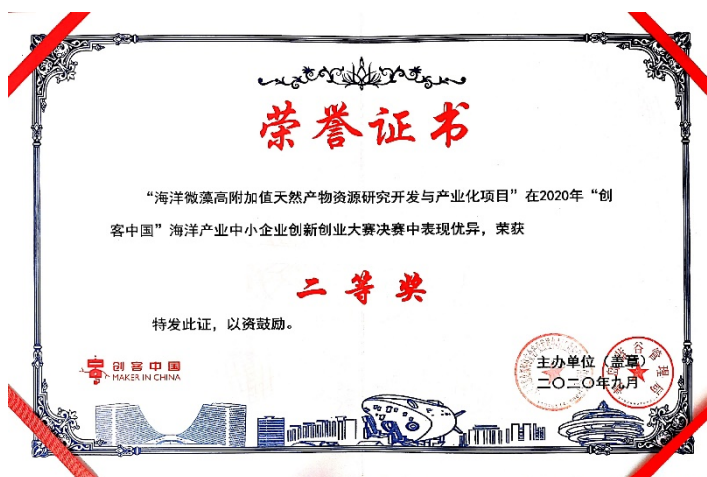 荣誉证书
“海洋微藻高附加值天然产物资源研究开发与产业化项目”在2020年“创
客中国”海洋产业中小企业创新创业大赛决赛中表现优异，荣获
二等奖
特发此证，以资鼓励。
创客中国
MAKER IN CHINA
主办单位（盖章）
二〇二〇年九月
谷管理局